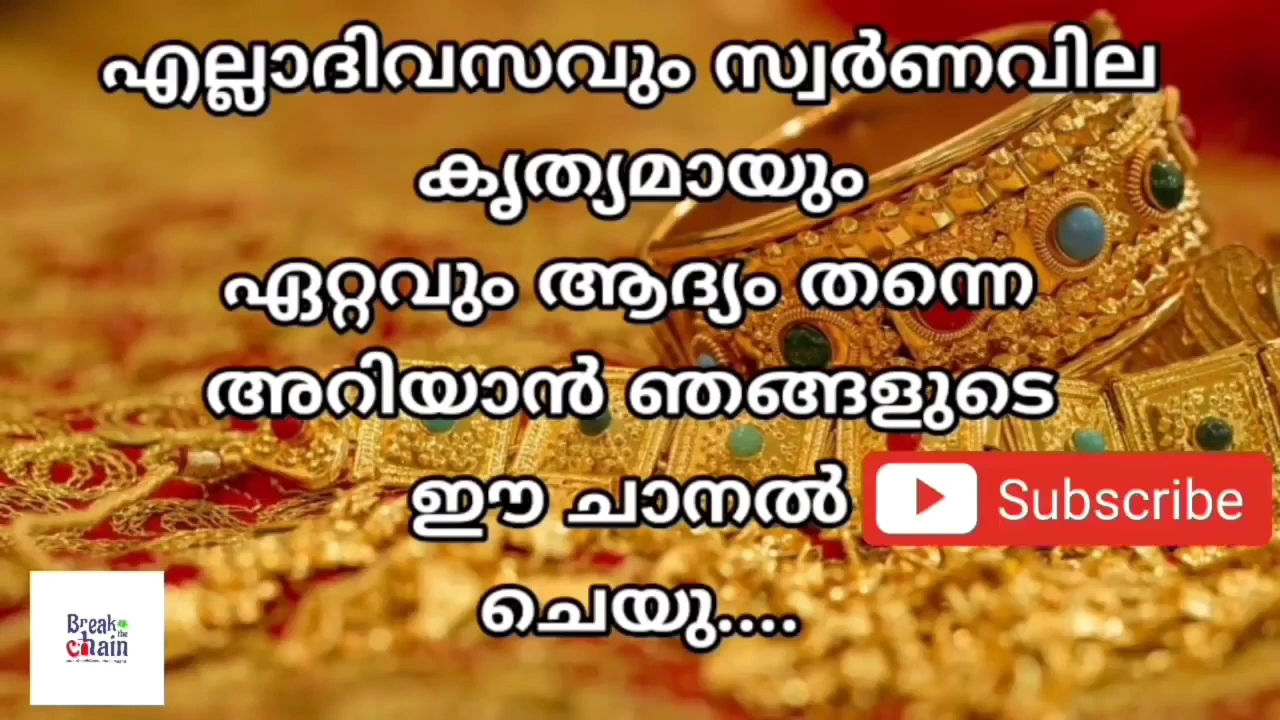 എല്ലാദിവസവും സ്വർണവില
കൃത്യമായും
ഏറ്റവും ആദ്യം തന്നെ
അറിയാൻ ഞങ്ങളുടെ
ഈ ചാനൽ Subscribe
ചെയു....
Break
the
chain